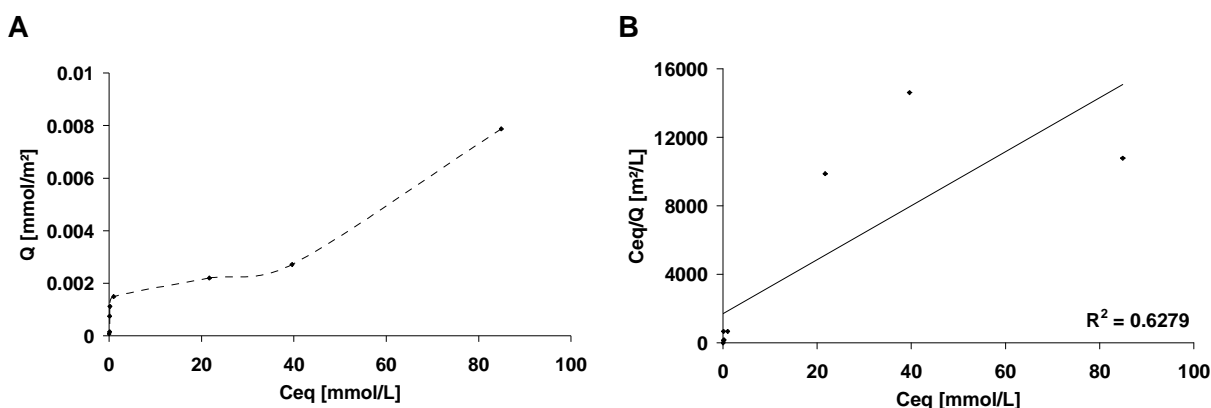 A
Q [mmol/m²]
0.01
0.008
0.006
0.004
0.002
0
0 20 40 60 80 100
Ceq [mmol/L]
B
Ceq/Q [m²/L]
16000
12000
8000
4000
0
R² = 0.6279
0 20 40 60 80 100
Ceq [mmol/L]